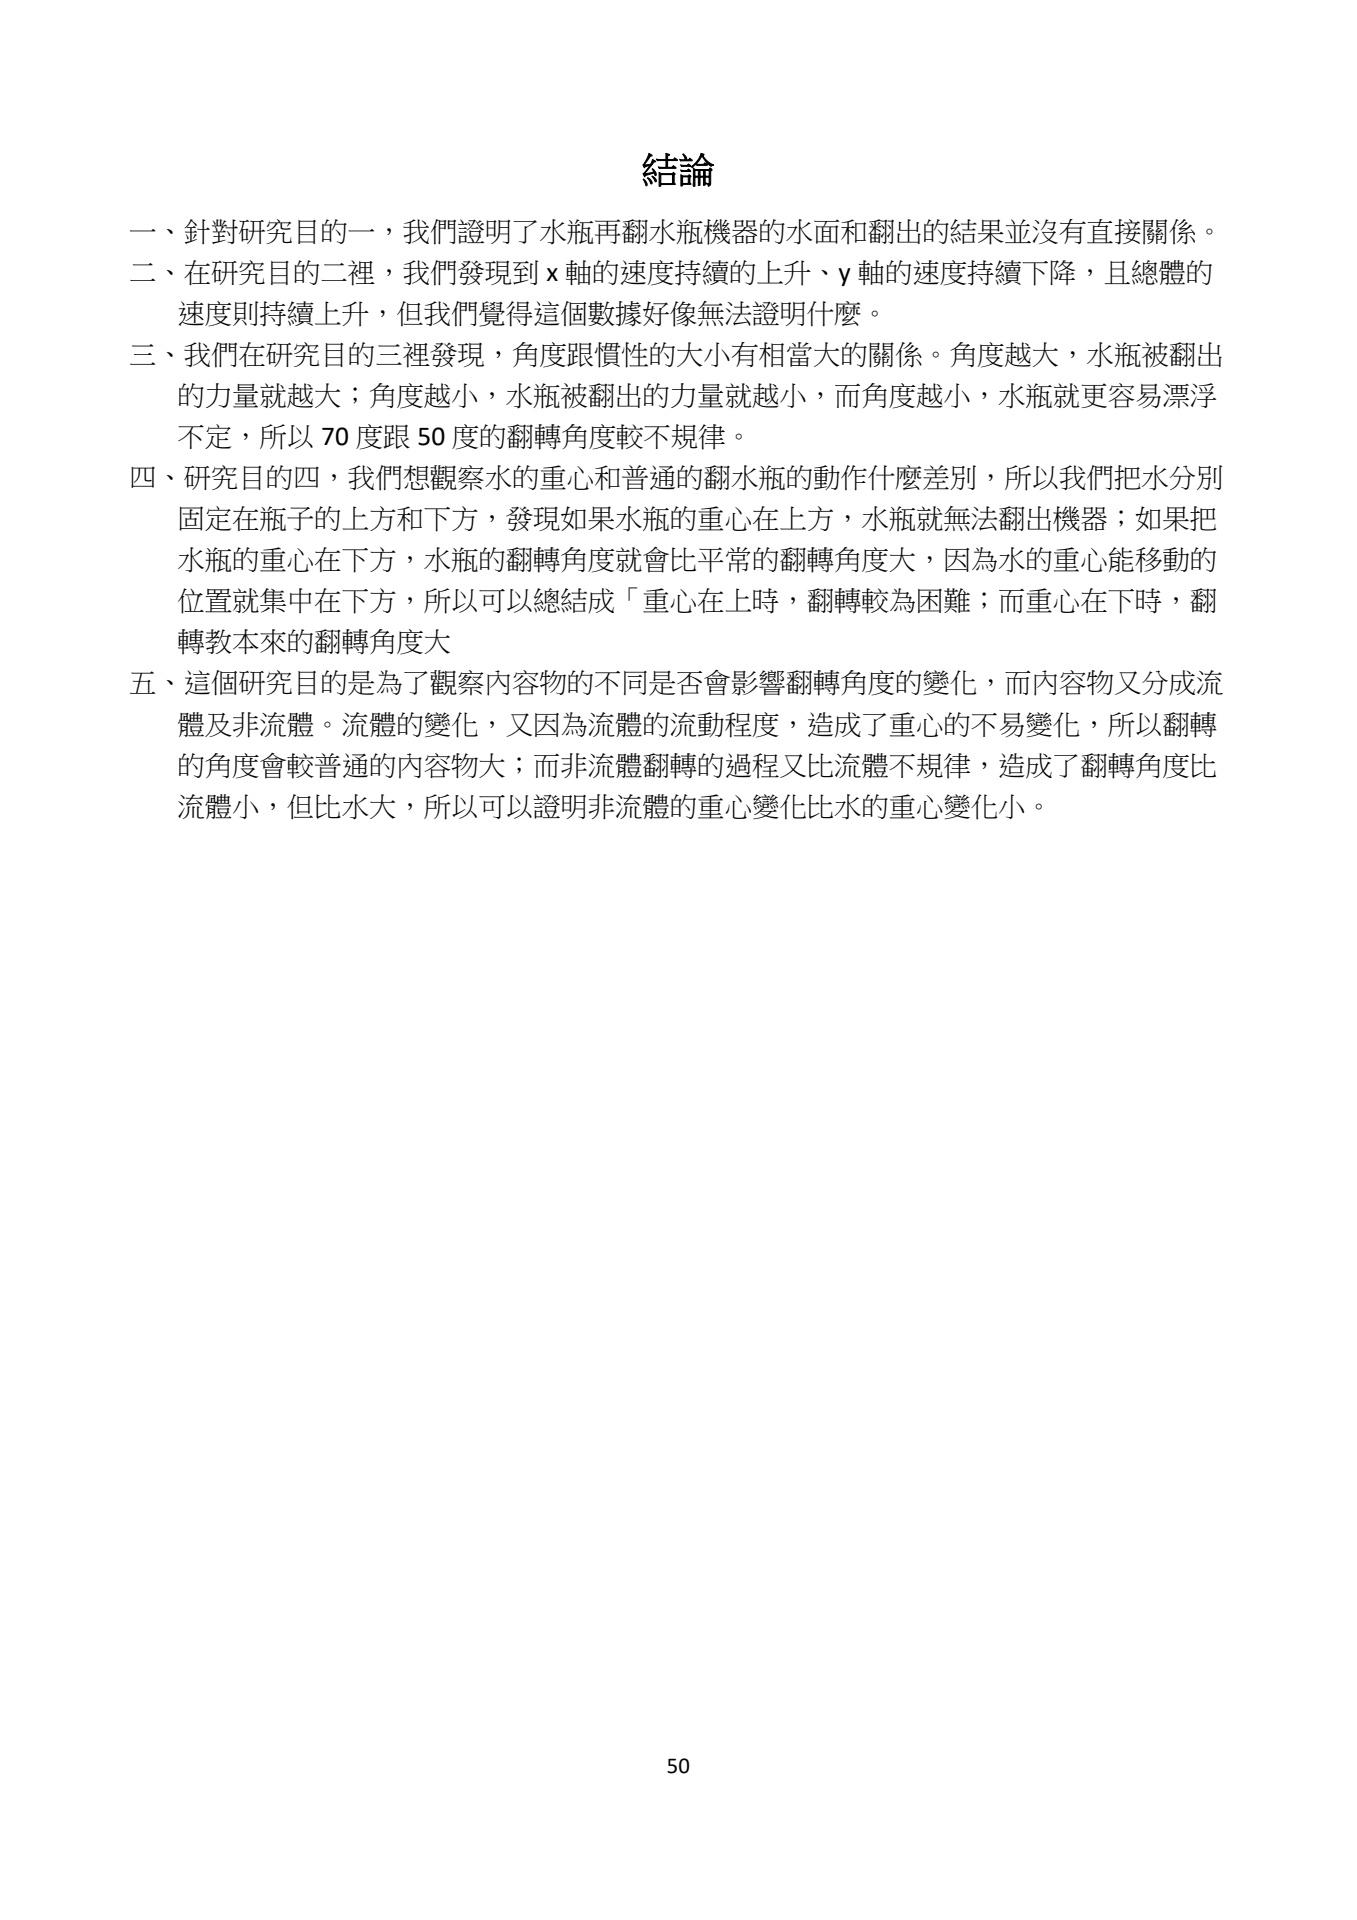 結論
一、針對研究目的一，我們證明了水瓶再翻水瓶機器的水面和翻出的結果並沒有直接關係。
二、在研究目的二裡，我們發現到 x 軸的速度持續的上升、y 軸的速度持續下降，且總體的
速度則持續上升，但我們覺得這個數據好像無法證明什麼。
三、我們在研究目的三裡發現，角度跟慣性的大小有相當大的關係。角度越大，水瓶被翻出
的力量就越大；角度越小，水瓶被翻出的力量就越小，而角度越小，水瓶就更容易漂浮
不定，所以 70 度跟 50 度的翻轉角度較不規律。
四、研究目的四，我們想觀察水的重心和普通的翻水瓶的動作什麼差別，所以我們把水分別
固定在瓶子的上方和下方，發現如果水瓶的重心在上方，水瓶就無法翻出機器；如果把
水瓶的重心在下方，水瓶的翻轉角度就會比平常的翻轉角度大，因為水的重心能移動的
位置就集中在下方，所以可以總結成「重心在上時，翻轉較為困難；而重心在下時，翻
轉教本來的翻轉角度大
五、這個研究目的是為了觀察內容物的不同是否會影響翻轉角度的變化，而內容物又分成流
體及非流體。流體的變化，又因為流體的流動程度，造成了重心的不易變化，所以翻轉
的角度會較普通的內容物大；而非流體翻轉的過程又比流體不規律，造成了翻轉角度比
流體小，但比水大，所以可以證明非流體的重心變化比水的重心變化小。
50